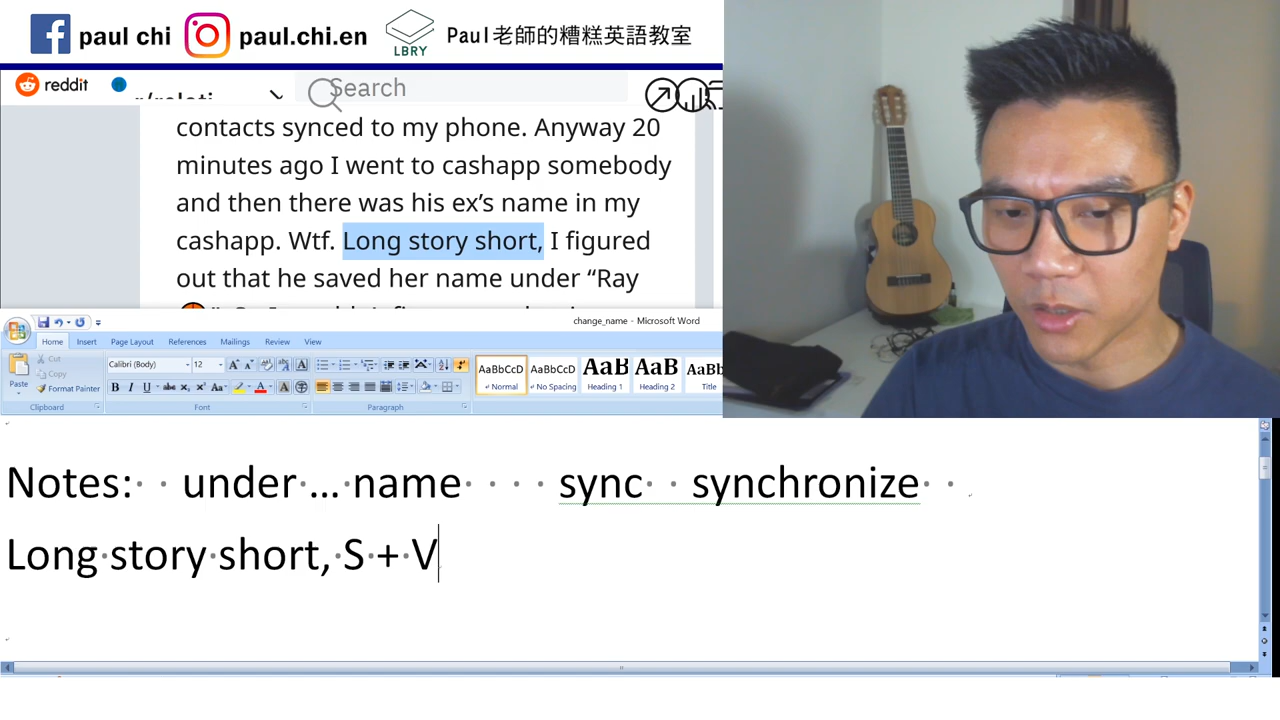 paul chi paul.chi.en LBRY Paul老師的糟糕英語教室
reddit Search
contacts synced to my phone. Anyway 20
minutes ago I went to cashapp somebody
and then there was his ex’s name in my
cashapp. Wtf. Long story short, I figured
out that he saved her name under “Ray
change_name - Microsoft Word
Home Insert Page Layout References Mailings Review View
Cut
Copy
Format Painter
Paste
Calibri (Body) 12
AaBbCcD AaBbCcD AaBb AaBbC AaBb
Normal No Spacing Heading 1 Heading 2 Title
Clipboard Font Paragraph
Notes: under … name sync synchronize
Long story short, S + V